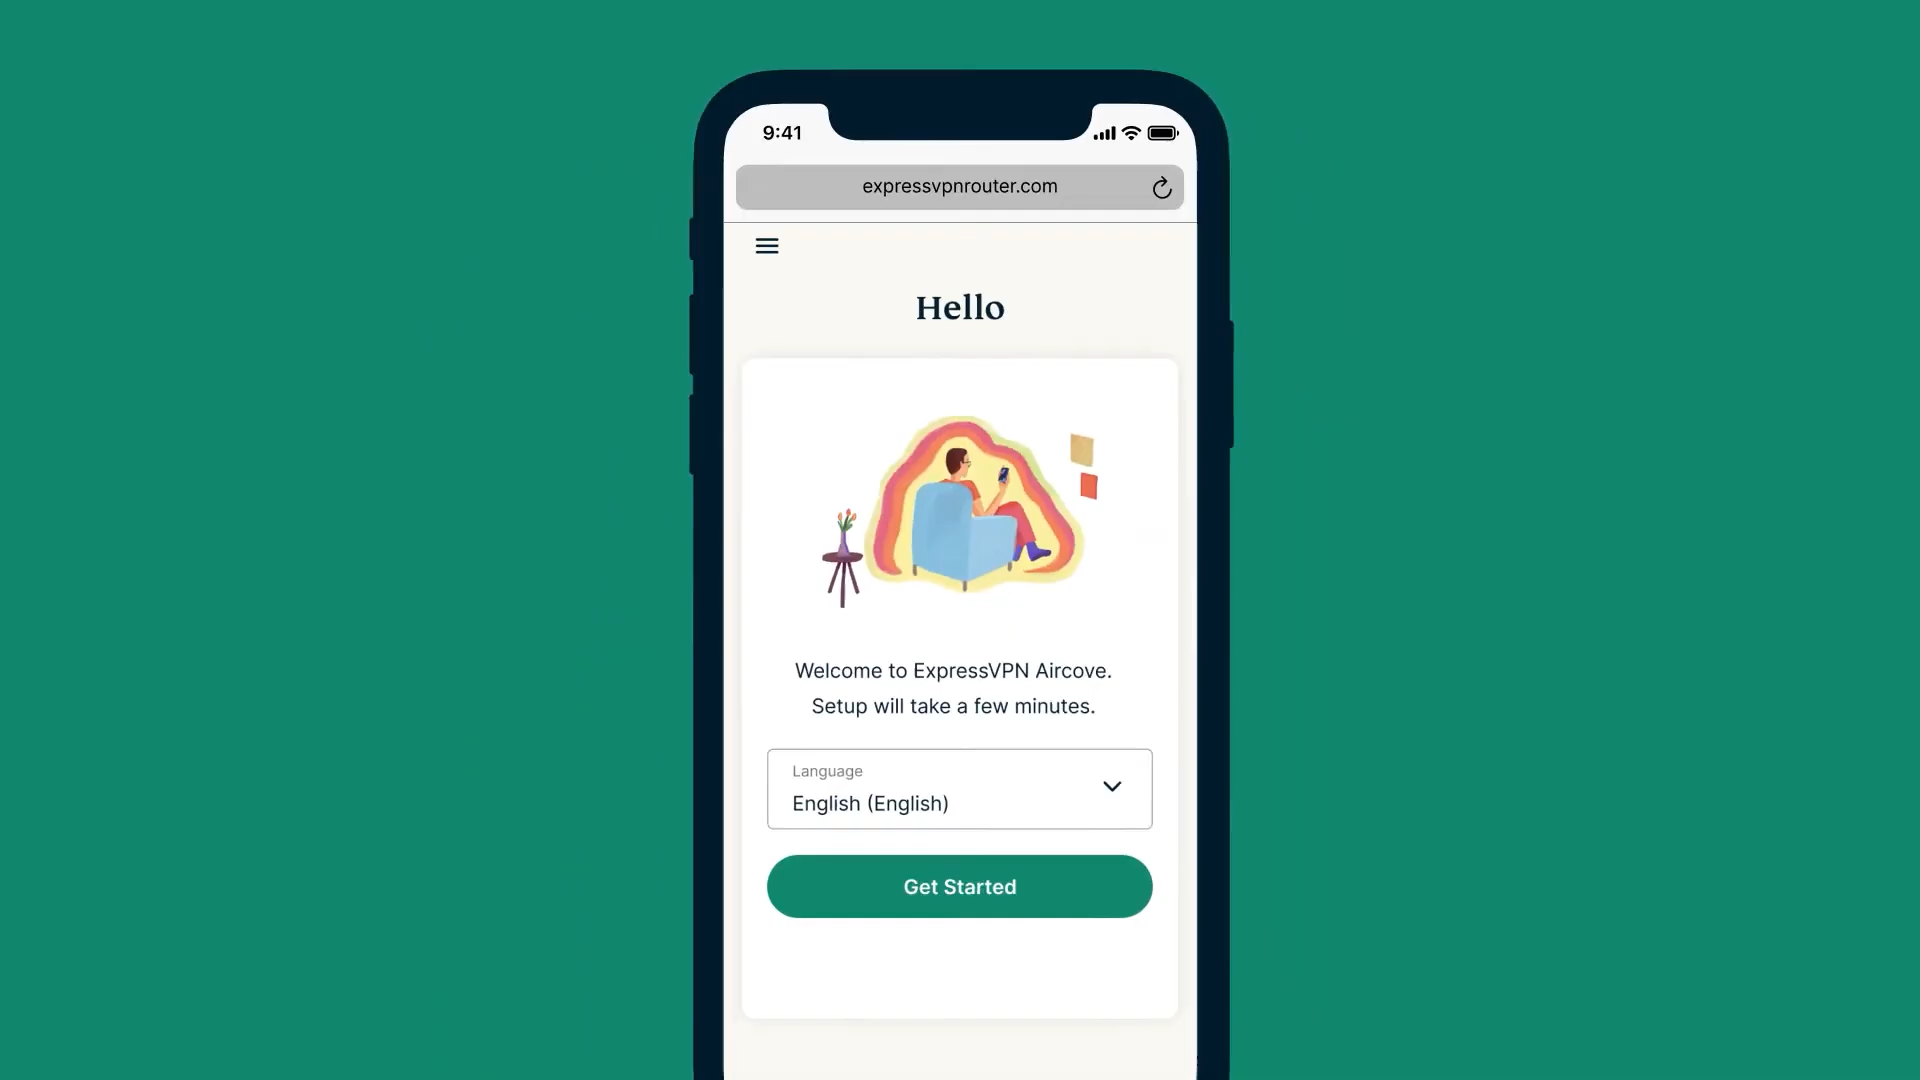 9:41
expressvpnrouter.com
Hello
Welcome to ExpressVPN Aircove.
Setup will take a few minutes.
Language
English (English)
Get Started